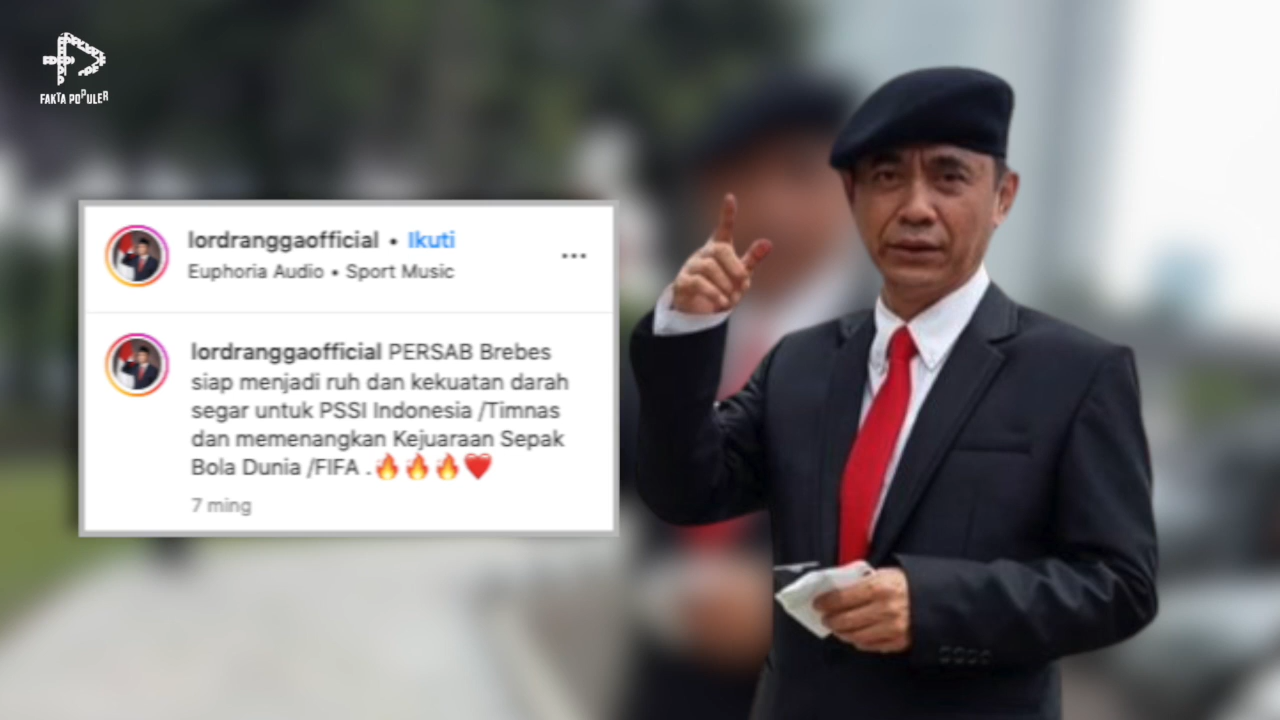 FAKTA POPULER
lordranggaofficial • Ikuti
Euphoria Audio • Sport Music
lordranggaofficial PERSAB Brebes
siap menjadi ruh dan kekuatan darah
segar untuk PSSI Indonesia /Timnas
dan memenangkan Kejuaraan Sepak
Bola Dunia /FIFA .🔥🔥🔥❤️
7 ming